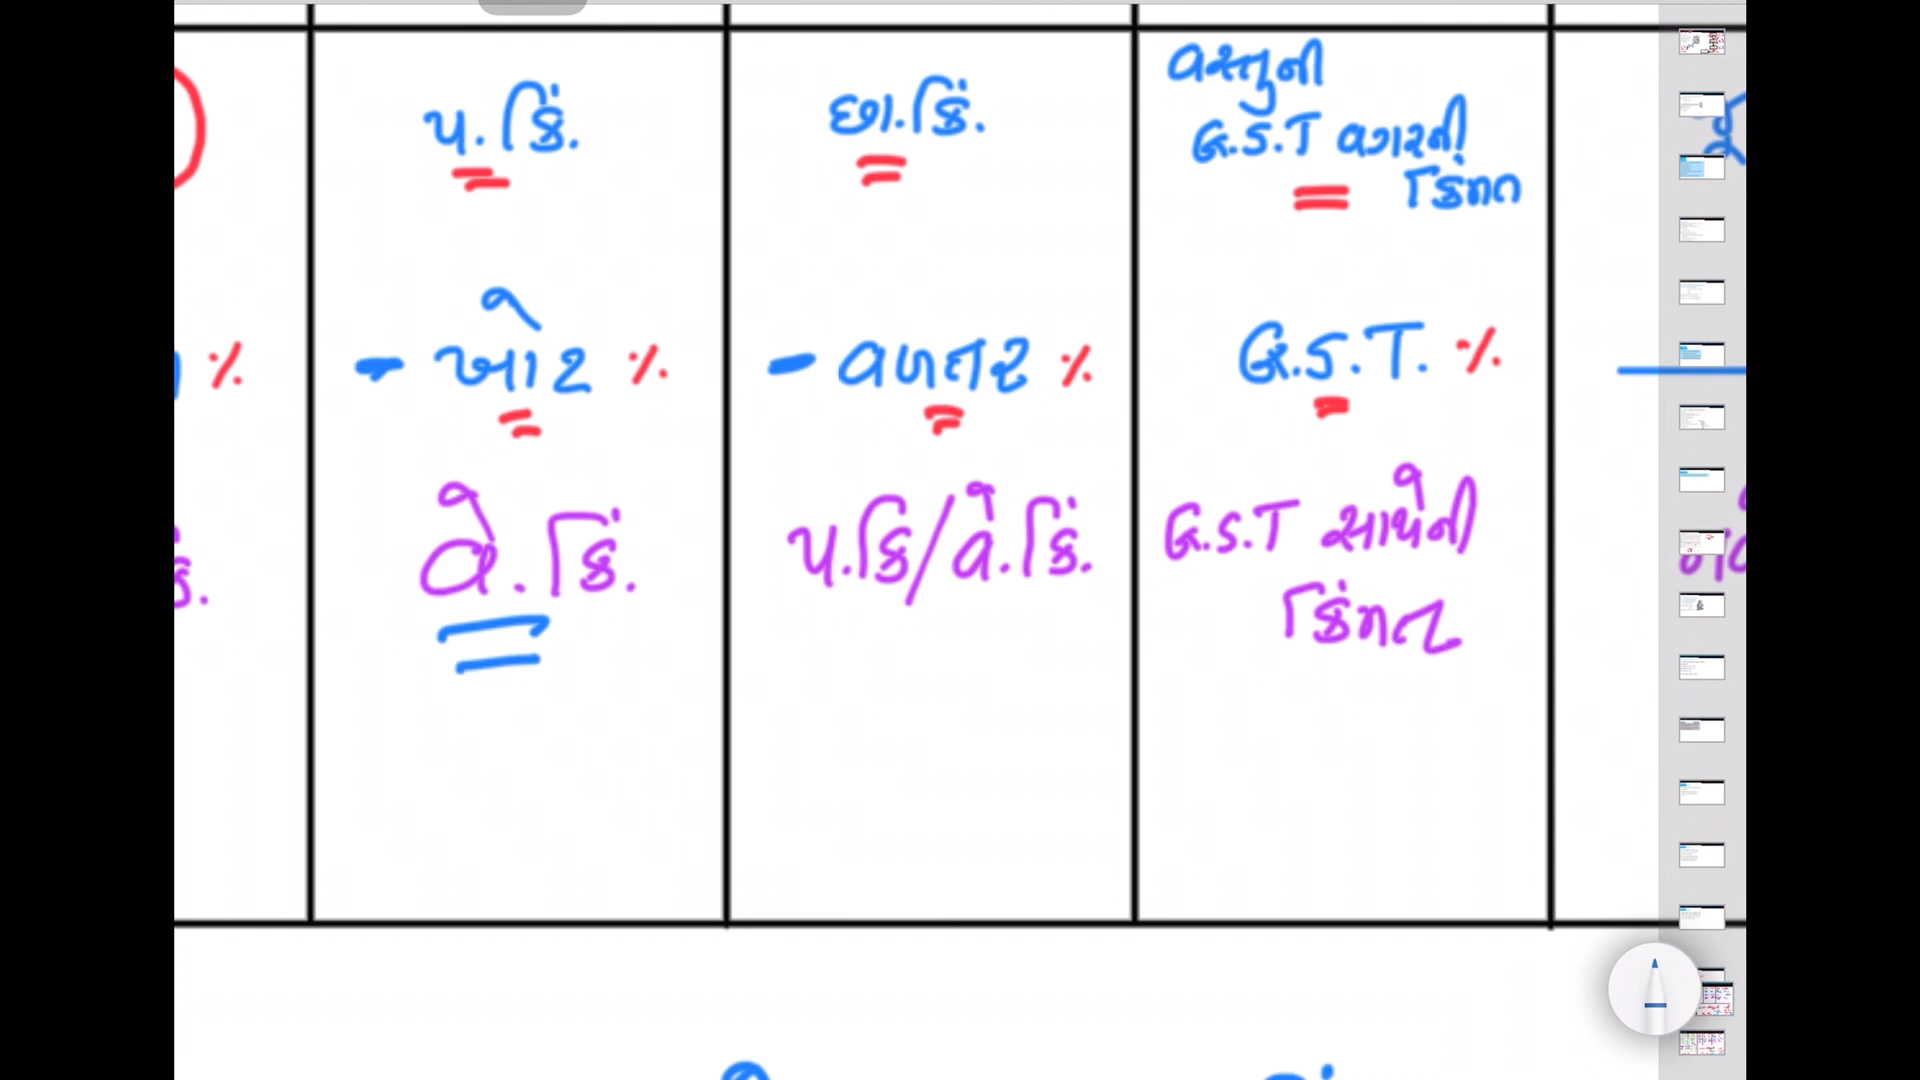 પ.કિં.
- ખોટ %
વે.કિં.
છા.કિં.
- વળતર %
પ.કિ/વે.કિં.
વસ્તુની
G.S.T વગરની
કિંમત
G.S.T. %
G.S.T સાથેની
કિંમત
%